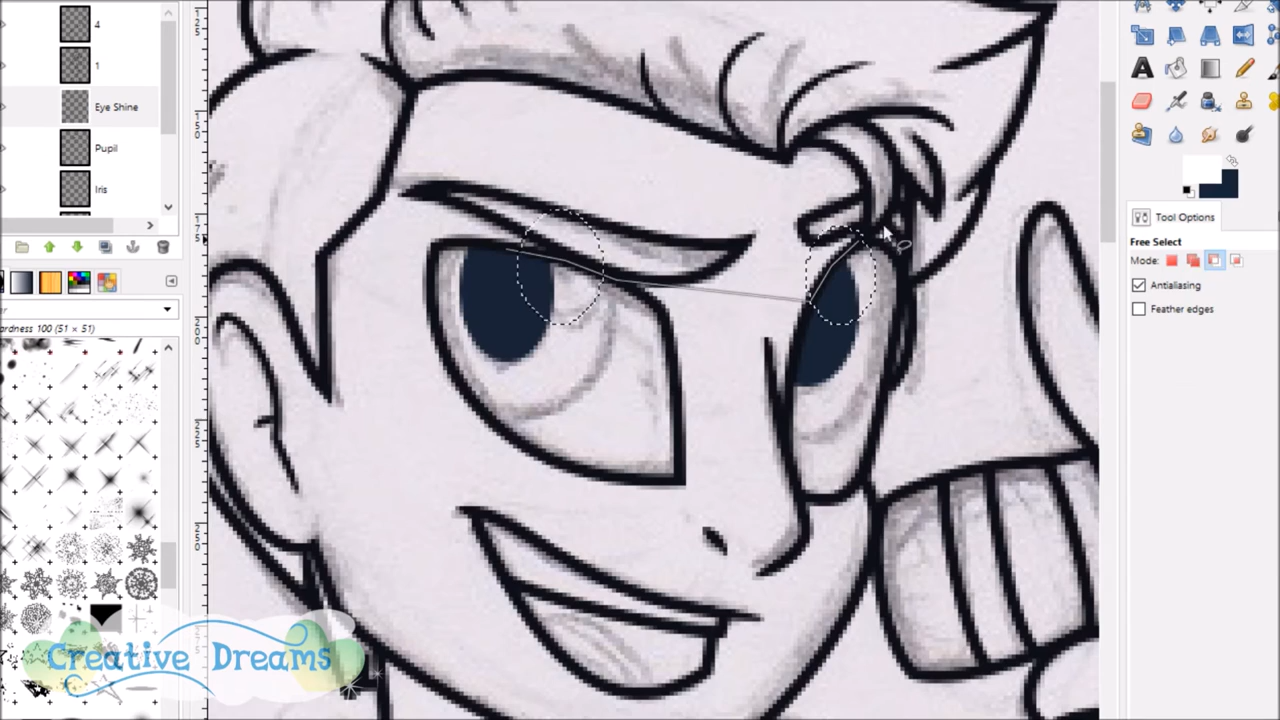 4
1
Eye Shine
Pupil
Iris
Tool Options
Free Select
Mode:
Antialiasing
Feather edges
ardness 100 (51 × 51)
Creative Dreams